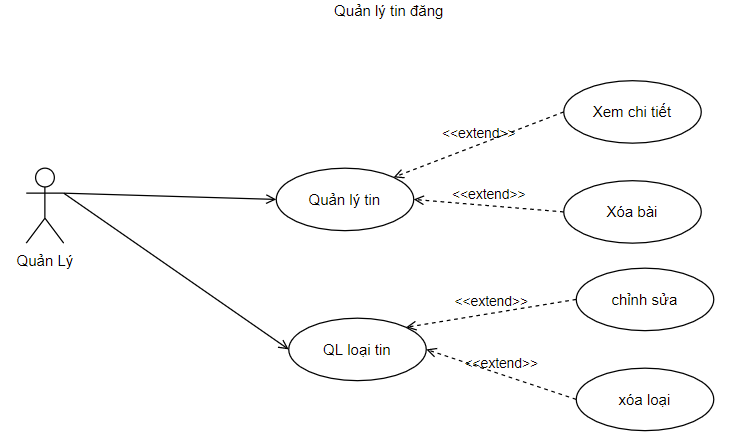 Quản lý tin đăng
Xem chi tiết
<<extend>>
<<extend>>
Quản lý tin
Xóa bài
Quản Lý
chỉnh sửa
<<extend>>
QL loại tin
<<extend>>
xóa loại